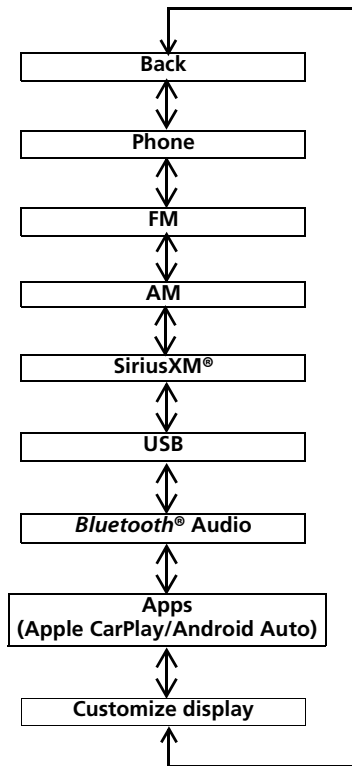 Back
Phone
FM
AM
SiriusXM®
USB
Bluetooth® Audio
Apps
(Apple CarPlay/Android Auto)
Customize display